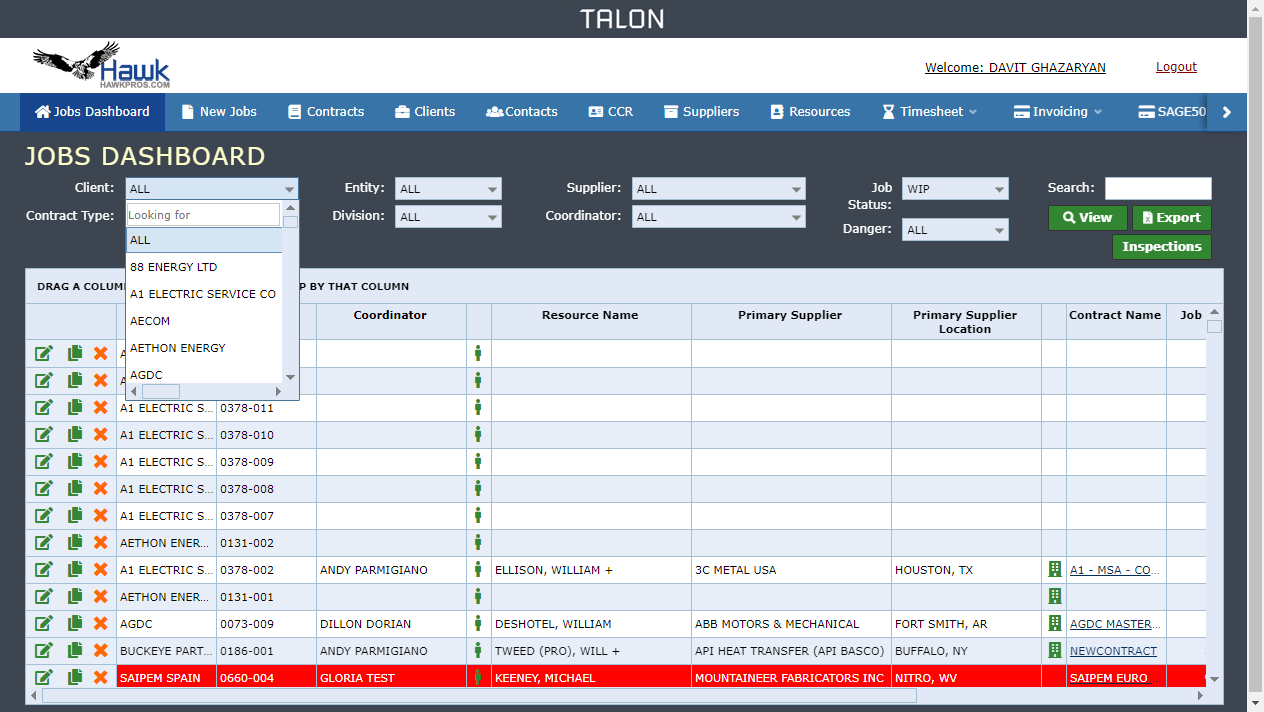 TALON
Hawk
HAWKPROS.COM
Welcome: DAVIT GHAZARYAN
Logout
Jobs Dashboard New Jobs Contracts Clients Contacts CCR Suppliers Resources Timesheet Invoicing SAGE50
JOBS DASHBOARD
Client: ALL Entity: ALL Supplier: ALL Job Status: WIP Search:
Contract Type: Division: ALL Coordinator: ALL Danger: ALL View Export
Inspections
Looking for
ALL
88 ENERGY LTD
A1 ELECTRIC SERVICE CO
AECOM
AETHON ENERGY
AGDC
DRAG A COLUM P BY THAT COLUMN
Coordinator Resource Name Primary Supplier Primary Supplier Location Contract Name Job
A1 ELECTRIC S... 0378-011
A1 ELECTRIC S... 0378-010
A1 ELECTRIC S... 0378-009
A1 ELECTRIC S... 0378-008
A1 ELECTRIC S... 0378-007
AETHON ENER... 0131-002
A1 ELECTRIC S... 0378-002 ANDY PARMIGIANO ELLISON, WILLIAM + 3C METAL USA HOUSTON, TX A1 - MSA - CO...
AETHON ENER... 0131-001
AGDC 0073-009 DILLON DORIAN DESHOTEL, WILLIAM ABB MOTORS & MECHANICAL FORT SMITH, AR AGDC MASTER...
BUCKEYE PART... 0186-001 ANDY PARMIGIANO TWEED (PRO), WILL + API HEAT TRANSFER (API BASCO) BUFFALO, NY NEWCONTRACT
SAIPEM SPAIN 0660-004 GLORIA TEST KEENEY, MICHAEL MOUNTAINEER FABRICATORS INC NITRO, WV SAIPEM EURO